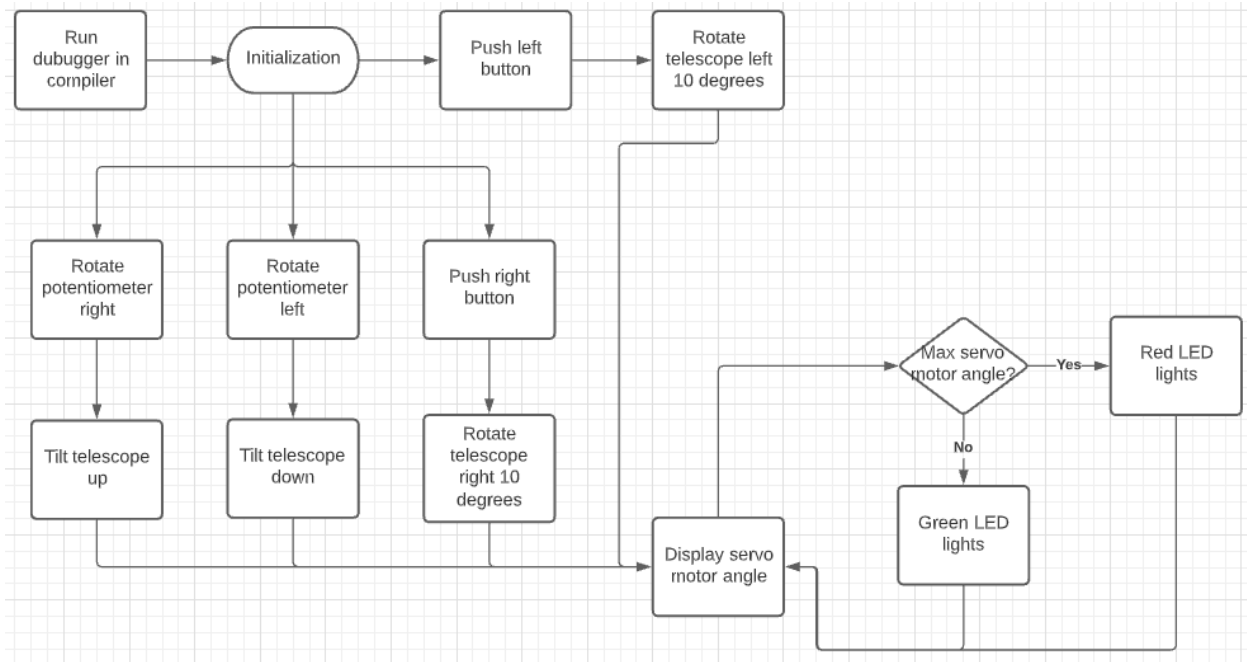 Run
dubugger in
compiler
Initialization
Push left
button
Rotate
telescope left
10 degrees
Rotate
potentiometer
right
Rotate
potentiometer
left
Push right
button
Max servo
motor angle?
Yes
Red LED
lights
No
Tilt telescope
up
Tilt telescope
down
Rotate
telescope
right 10
degrees
Green LED
lights
Display servo
motor angle